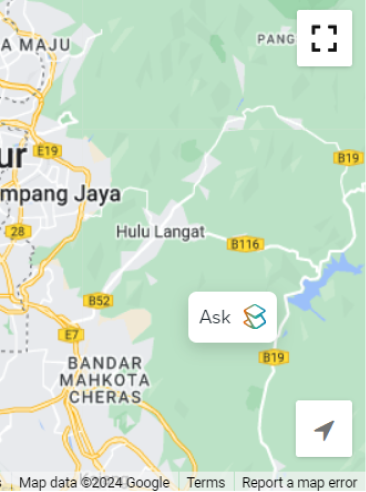 A MAJU
PANG
E19
ur
B19
mpang Jaya
28
Hulu Langat
B116
B52
Ask
E7
B19
BANDAR
MAHKOTA
CHERAS
s Map data ©2024 Google Terms Report a map error